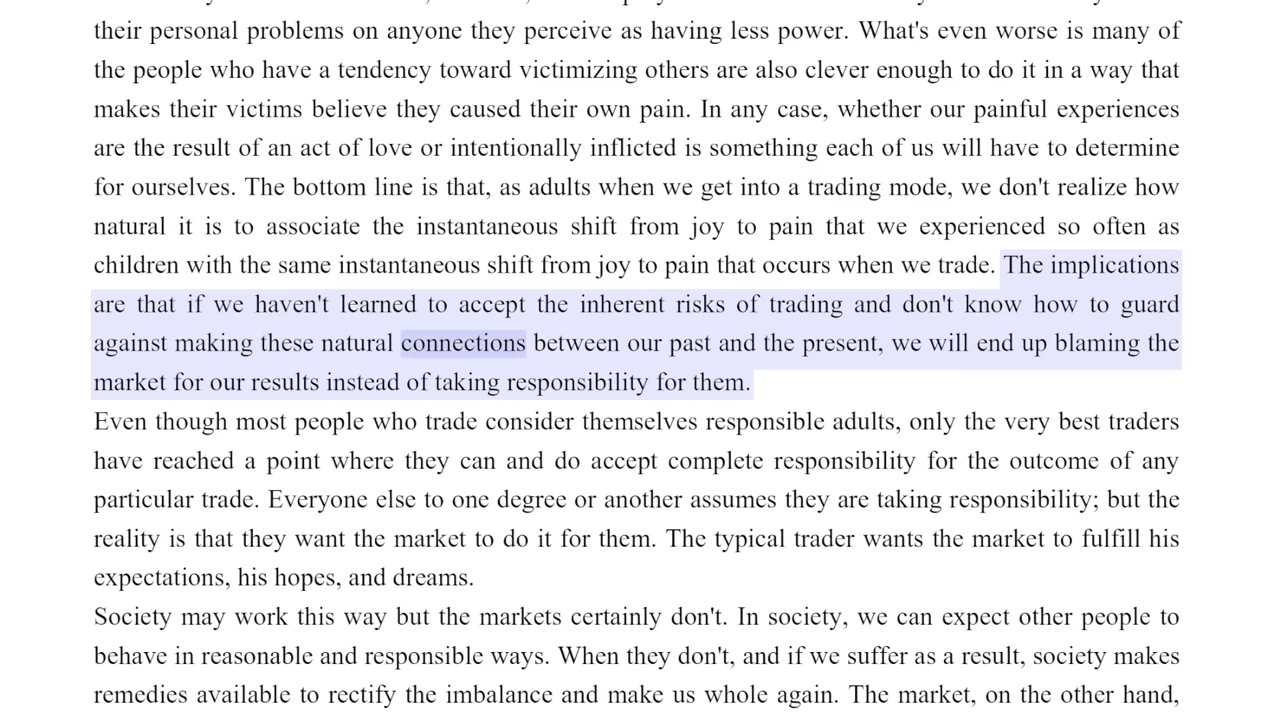 their personal problems on anyone they perceive as having less power. What's even worse is many of
the people who have a tendency toward victimizing others are also clever enough to do it in a way that
makes their victims believe they caused their own pain. In any case, whether our painful experiences
are the result of an act of love or intentionally inflicted is something each of us will have to determine
for ourselves. The bottom line is that, as adults when we get into a trading mode, we don't realize how
natural it is to associate the instantaneous shift from joy to pain that we experienced so often as
children with the same instantaneous shift from joy to pain that occurs when we trade. The implications
are that if we haven't learned to accept the inherent risks of trading and don't know how to guard
against making these natural connections between our past and the present, we will end up blaming the
market for our results instead of taking responsibility for them.
Even though most people who trade consider themselves responsible adults, only the very best traders
have reached a point where they can and do accept complete responsibility for the outcome of any
particular trade. Everyone else to one degree or another assumes they are taking responsibility; but the
reality is that they want the market to do it for them. The typical trader wants the market to fulfill his
expectations, his hopes, and dreams.
Society may work this way but the markets certainly don't. In society, we can expect other people to
behave in reasonable and responsible ways. When they don't, and if we suffer as a result, society makes
remedies available to rectify the imbalance and make us whole again. The market, on the other hand,